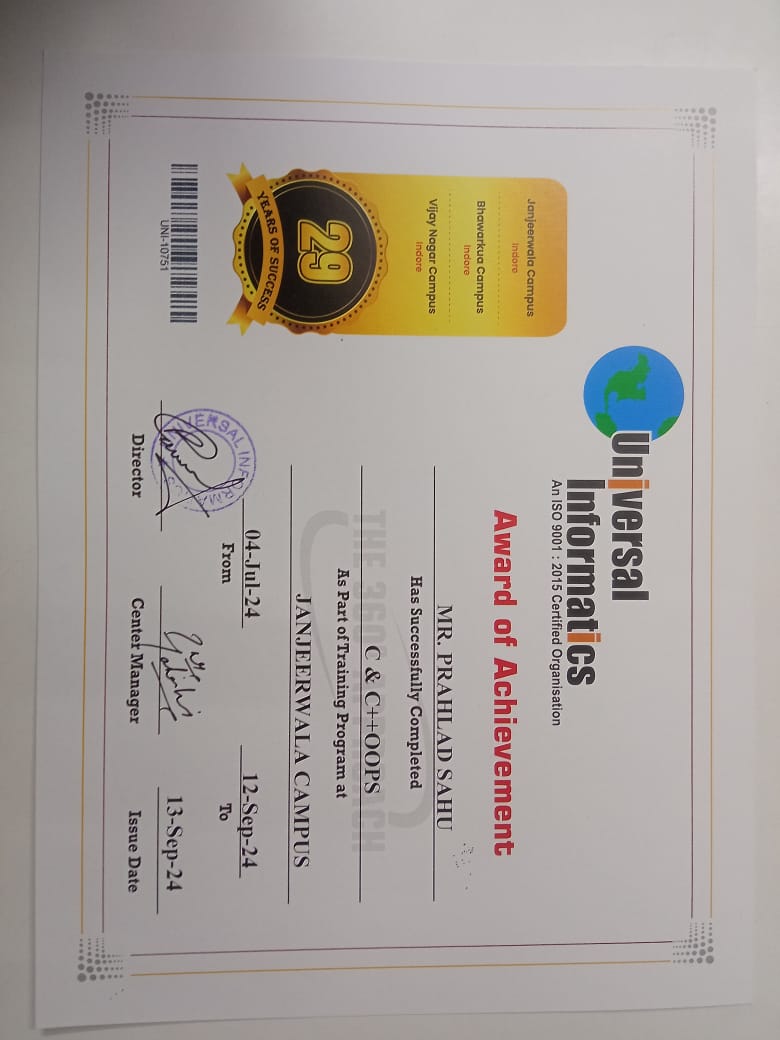 Universal
Informatics
An ISO 9001 : 2015 Certified Organisation
Janjeerwala Campus
Indore
Bhawarkua Campus
Indore
Vijay Nagar Campus
Indore
29
YEARS OF SUCCESS
UNI-10751
Award of Achievement
MR. PRAHLAD SAHU
Has Successfully Completed
C & C++OOPS
THE 360 APPROACH
As Part of Training Program at
JANJEERWALA CAMPUS
04-Jul-24 12-Sep-24
From To
13-Sep-24
Director Center Manager Issue Date